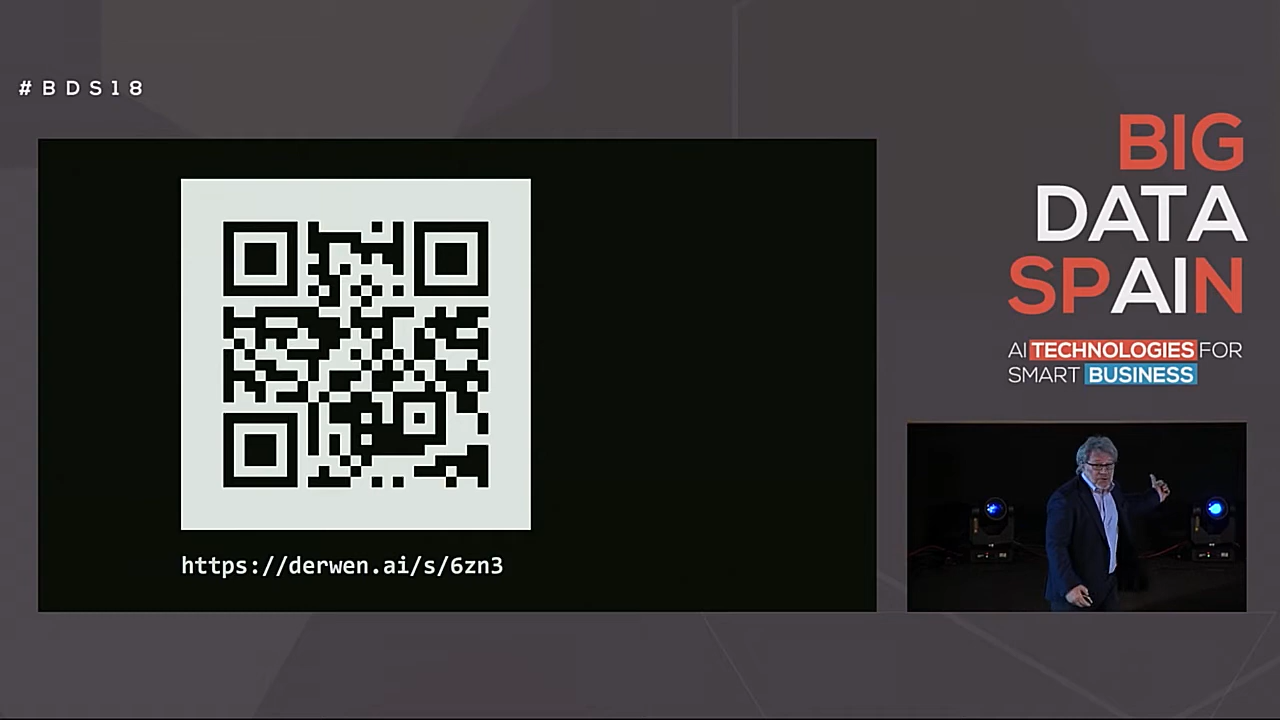 #BDS18
BIG
DATA
SPAIN
AI TECHNOLOGIES FOR
SMART BUSINESS
https://derwen.ai/s/6zn3